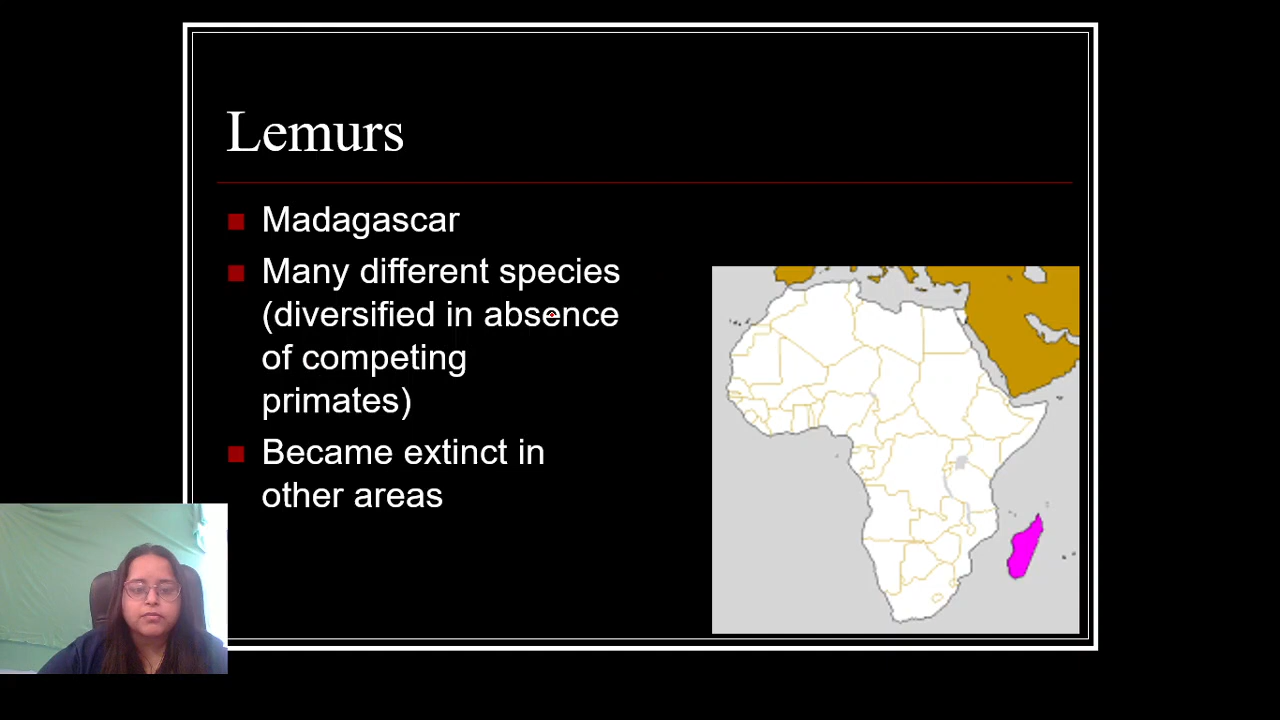 Lemurs
Madagascar
Many different species
(diversified in absence
of competing
primates)
Became extinct in
other areas